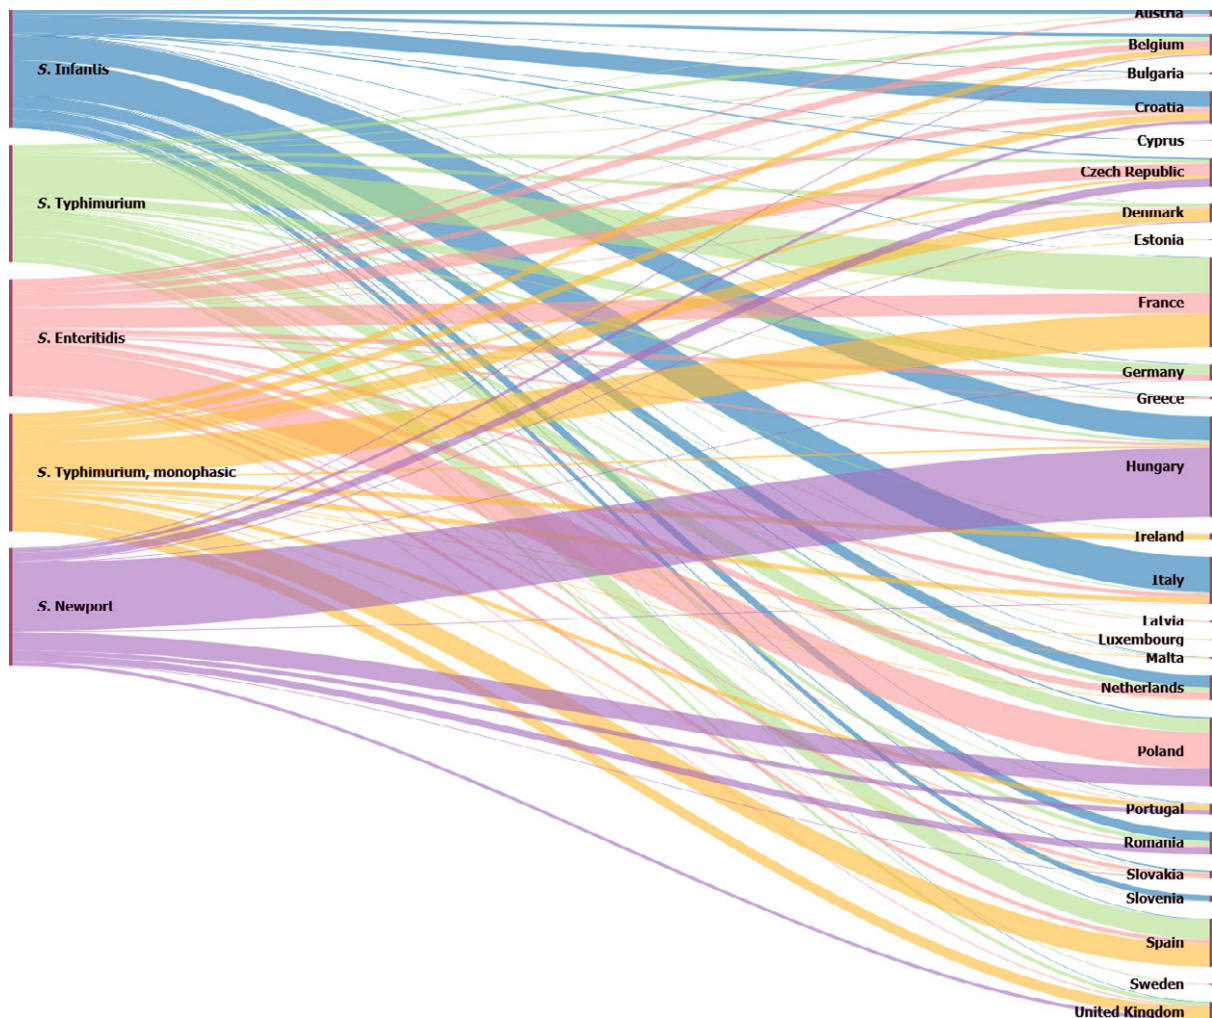 Austria
Belgium
S. Infantis
Bulgaria
Croatia
Cyprus
Czech Republic
S. Typhimurium
Denmark
Estonia
France
S. Enteritidis
Germany
Greece
Hungary
S. Typhimurium, monophasic
Ireland
Italy
S. Newport
Latvia
Luxembourg
Malta
Netherlands
Poland
Portugal
Romania
Slovakia
Slovenia
Spain
Sweden
United Kingdom